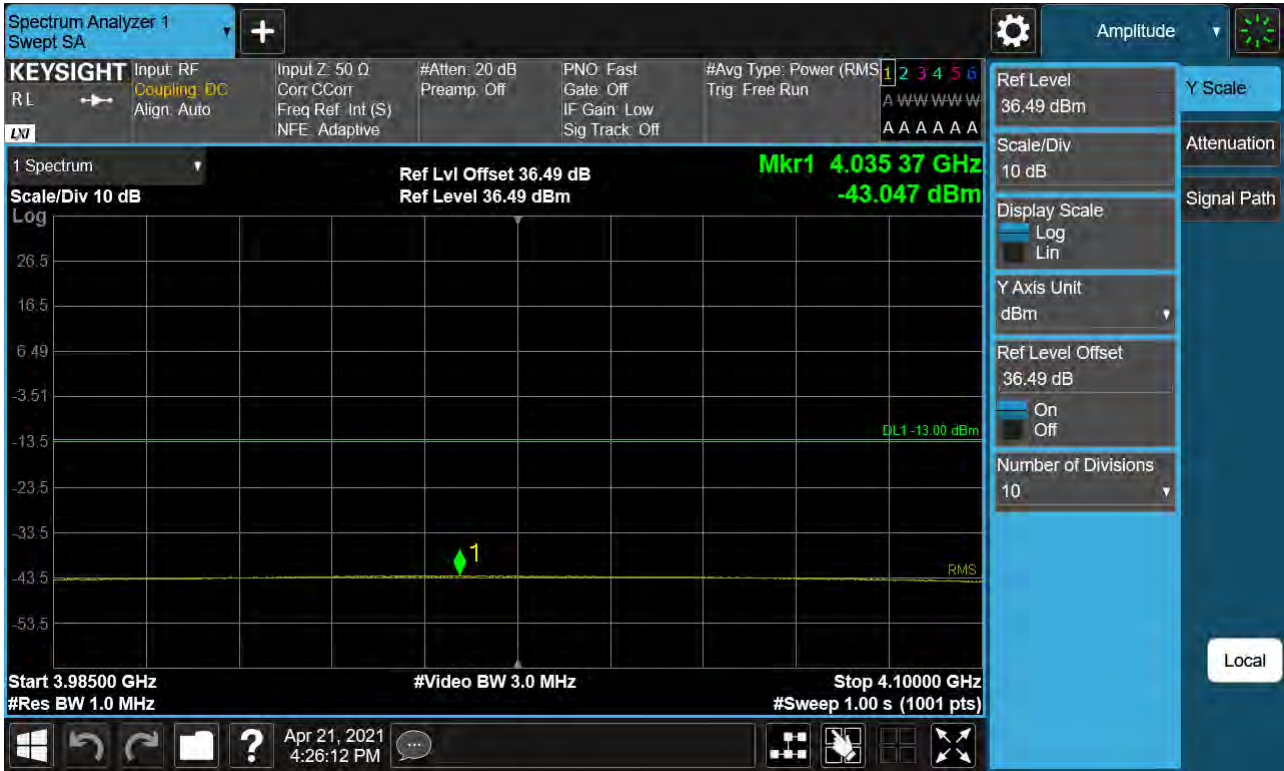 Spectrum Analyzer 1
Swept SA
Amplitude
KEYSIGHT
RL
LXI
Input: RF
Coupling: DC
Align: Auto
Input Z: 50 Ω
Corr CCorr
Freq Ref: Int (S)
NFE: Adaptive
#Atten: 20 dB
Preamp: Off
PNO: Fast
Gate: Off
IF Gain: Low
Sig Track: Off
#Avg Type: Power (RMS
Trig: Free Run
1 2 3 4 5 6
A W W W W W
A A A A A A
1 Spectrum
Scale/Div 10 dB
Log
Ref Lvl Offset 36.49 dB
Ref Level 36.49 dBm
Mkr1 4.035 37 GHz
-43.047 dBm
26.5
16.5
6.49
-3.51
-13.5
-23.5
-33.5
-43.5
-53.5
DL1 -13.00 dBm
1
RMS
Start 3.98500 GHz
#Res BW 1.0 MHz
#Video BW 3.0 MHz
Stop 4.10000 GHz
#Sweep 1.00 s (1001 pts)
Ref Level
36.49 dBm
Scale/Div
10 dB
Display Scale
Log
Lin
Y Axis Unit
dBm
Ref Level Offset
36.49 dB
On
Off
Number of Divisions
10
Y Scale
Attenuation
Signal Path
Local
?
Apr 21, 2021
4:26:12 PM